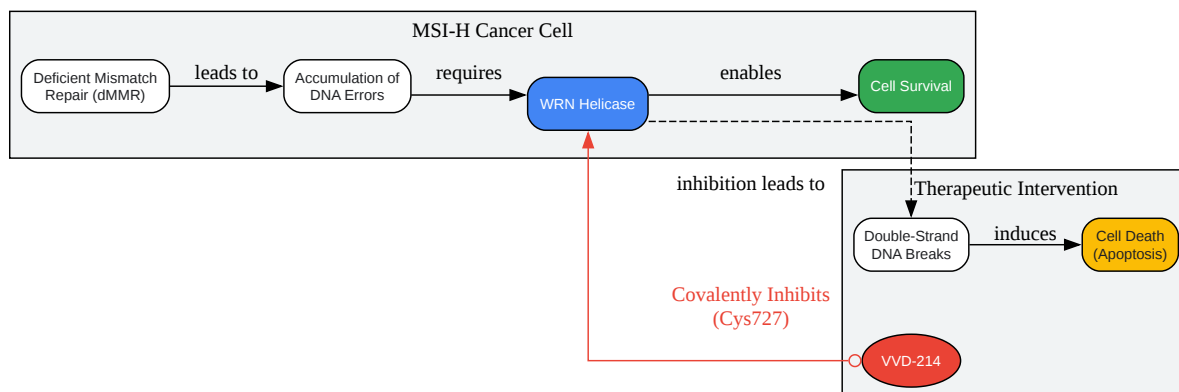 MSI-H Cancer Cell
Deficient Mismatch
Repair (dMMR)
leads to
Accumulation of
DNA Errors
requires
WRN Helicase
enables
Cell Survival
inhibition leads to
Therapeutic Intervention
Double-Strand
DNA Breaks
induces
Cell Death
(Apoptosis)
Covalently Inhibits
(Cys727)
VVD-214